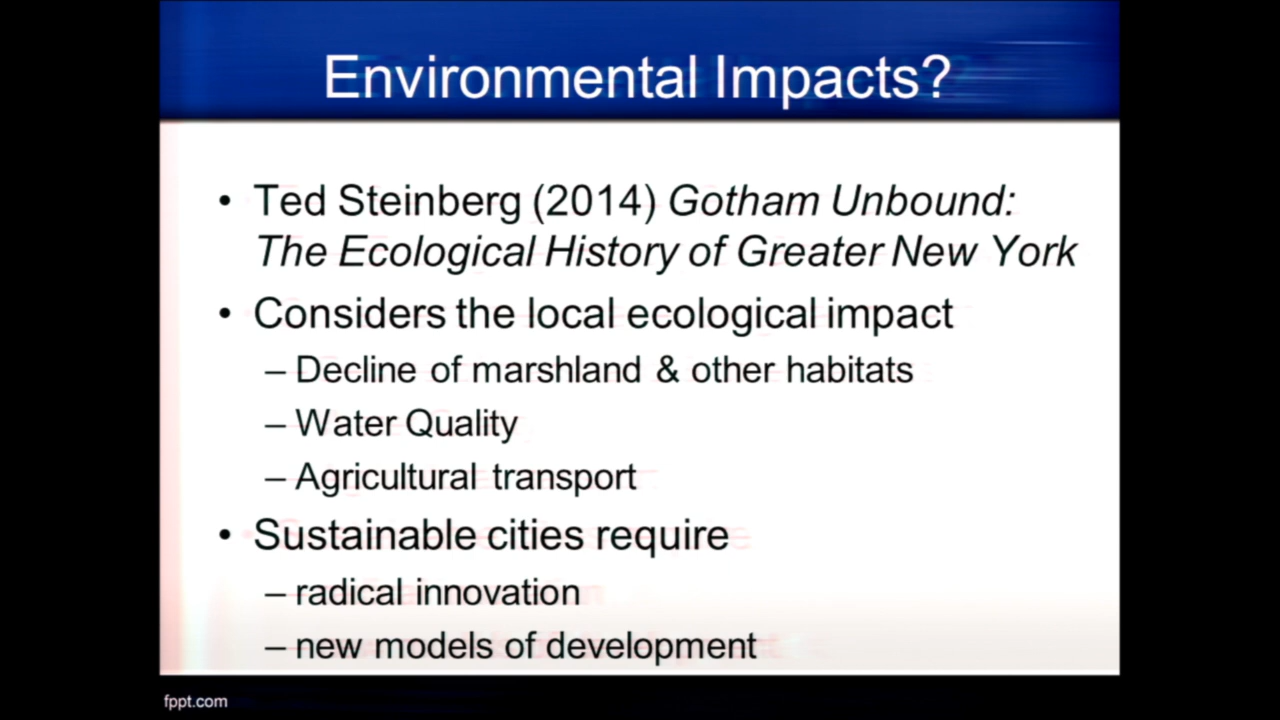 Environmental Impacts?
• Ted Steinberg (2014) Gotham Unbound:
The Ecological History of Greater New York
• Considers the local ecological impact
– Decline of marshland & other habitats
– Water Quality
– Agricultural transport
• Sustainable cities require
– radical innovation
– new models of development
fppt.com